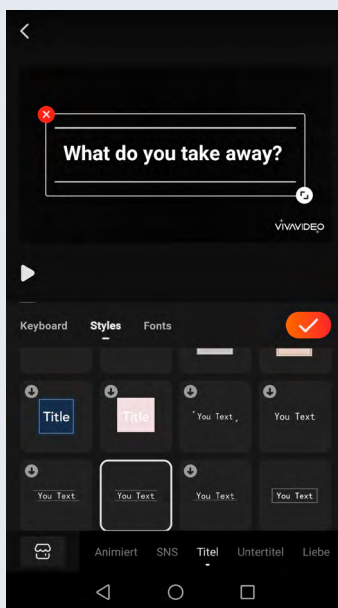 What do you take away?
VIVAVIDEO
Keyboard Styles Fonts
Title Title You Text, You Text
You Text You Text You Text You Text
Animiert SNS Titel Untertitel Liebe